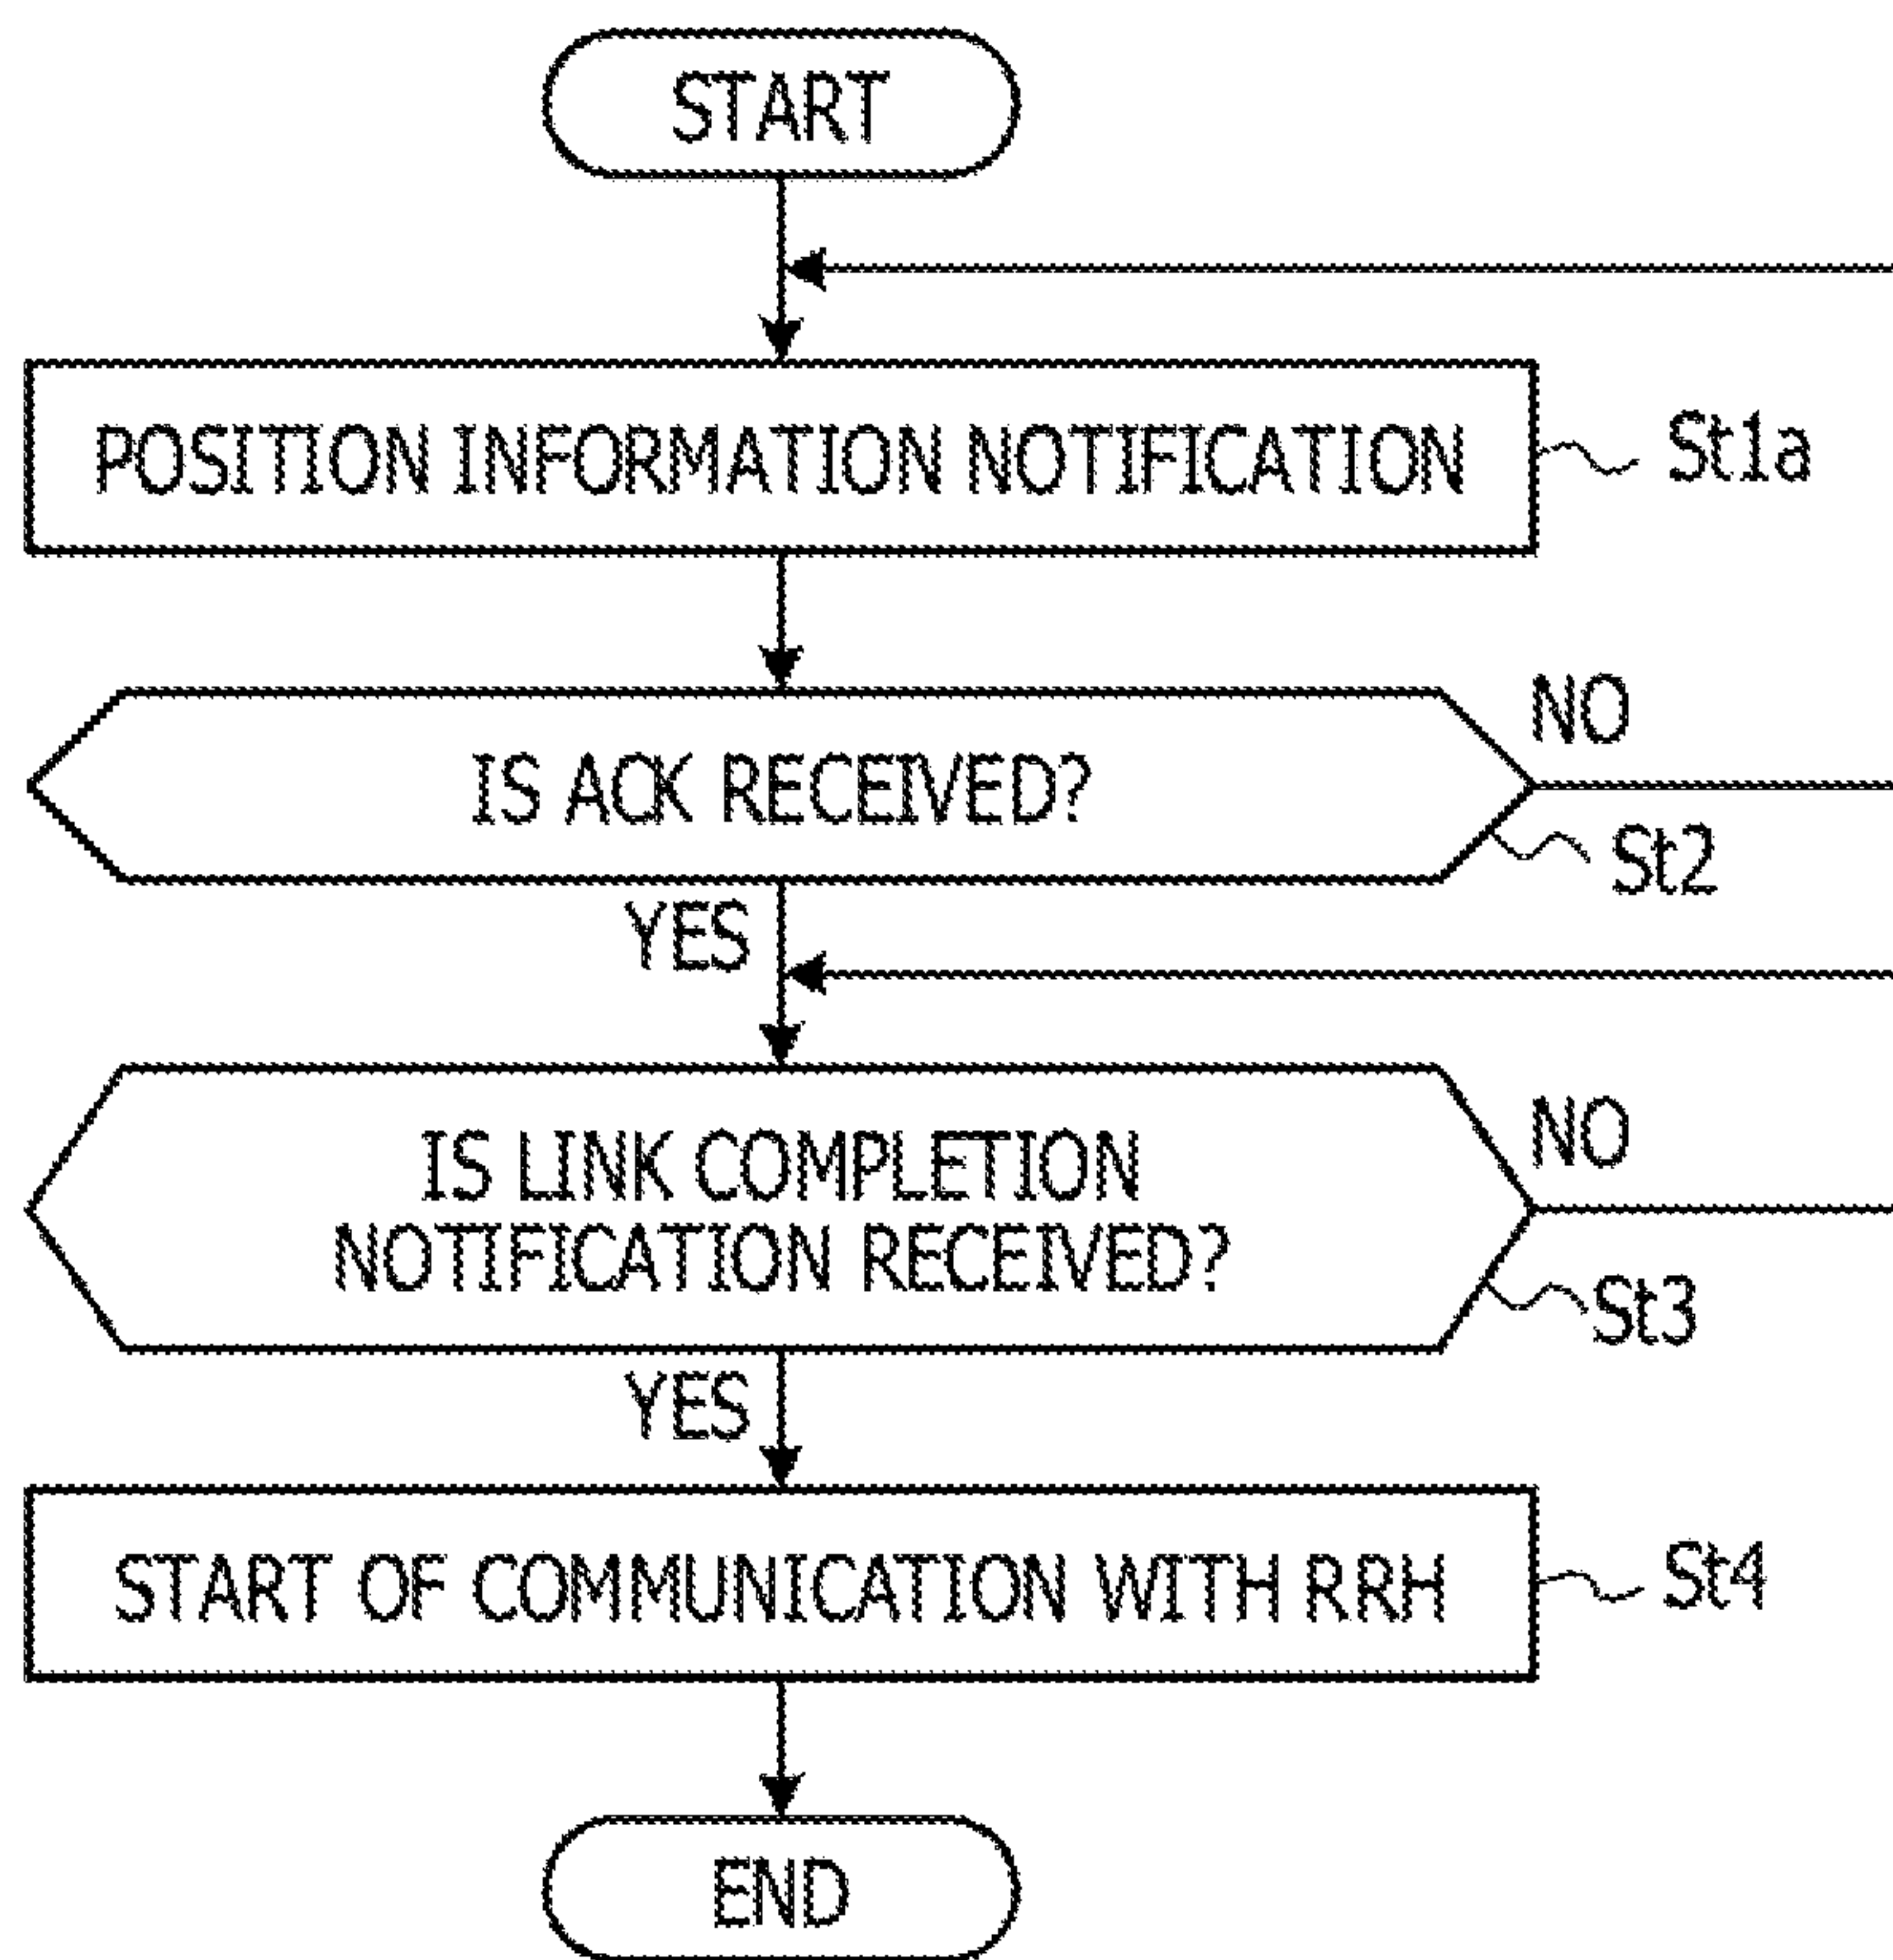 START
POSITION INFORMATION NOTIFICATION
St1a
IS ACK RECEIVED?
NO
St2
YES
IS LINK COMPLETION
NOTIFICATION RECEIVED?
NO
St3
YES
START OF COMMUNICATION WITH RRH
St4
END